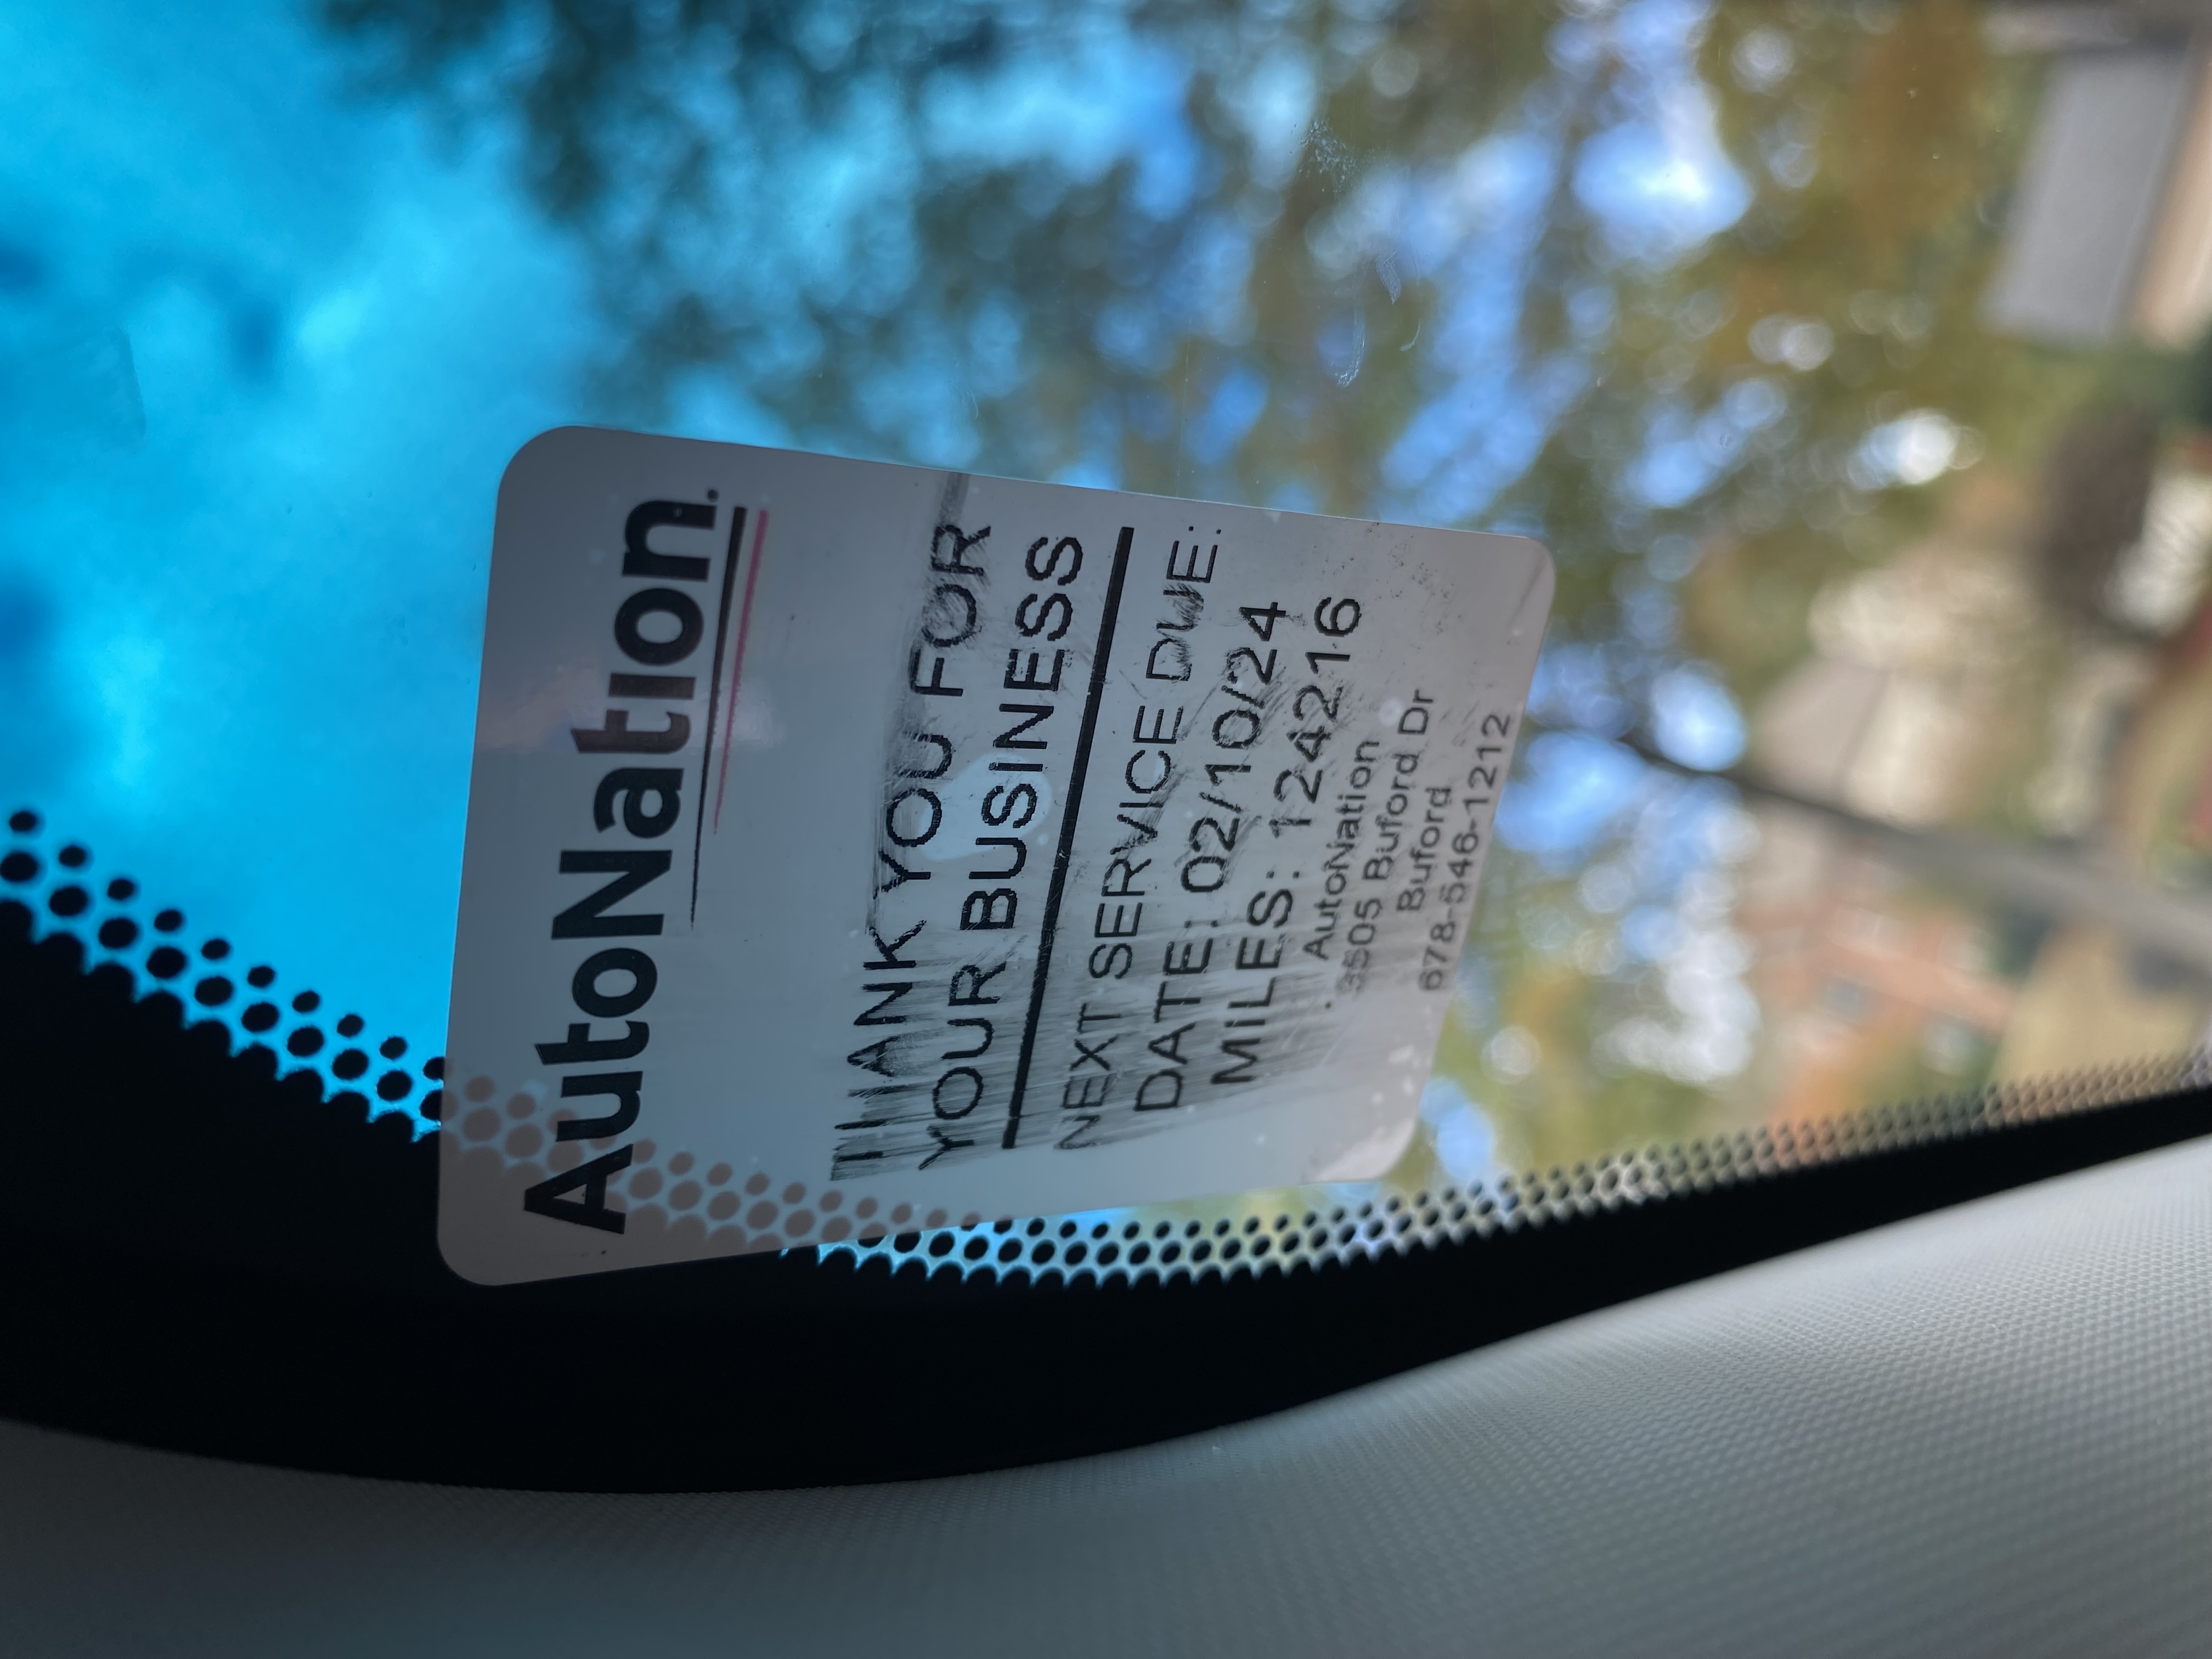 AutoNation.
THANK YOU FOR
YOUR BUSINESS
NEXT SERVICE DUE:
DATE: 02/10/24
MILES: 124216
AutoNation
3505 Buford Dr
Buford
678-546-1212